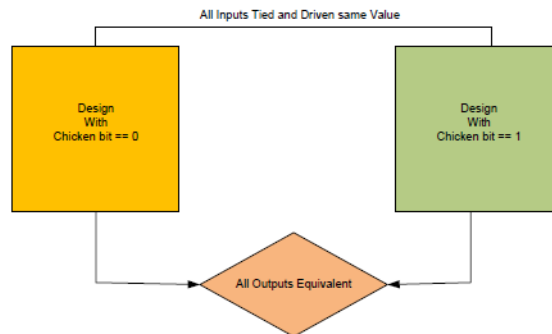 All Inputs Tied and Driven same Value
Design
With
Chicken bit == 0
Design
With
Chicken bit == 1
All Outputs Equivalent